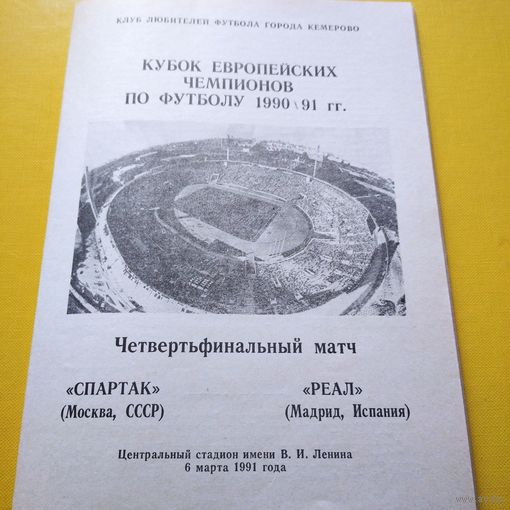 КЛУБ ЛЮБИТЕЛЕЙ ФУТБОЛА ГОРОДА КЕМЕРОВО
КУБОК ЕВРОПЕЙСКИХ
ЧЕМПИОНОВ
ПО ФУТБОЛУ 1990\91 гг.
Четвертьфинальный матч
«СПАРТАК» «РЕАЛ»
(Москва, СССР) (Мадрид, Испания)
Центральный стадион имени В. И. Ленина
6 марта 1991 года